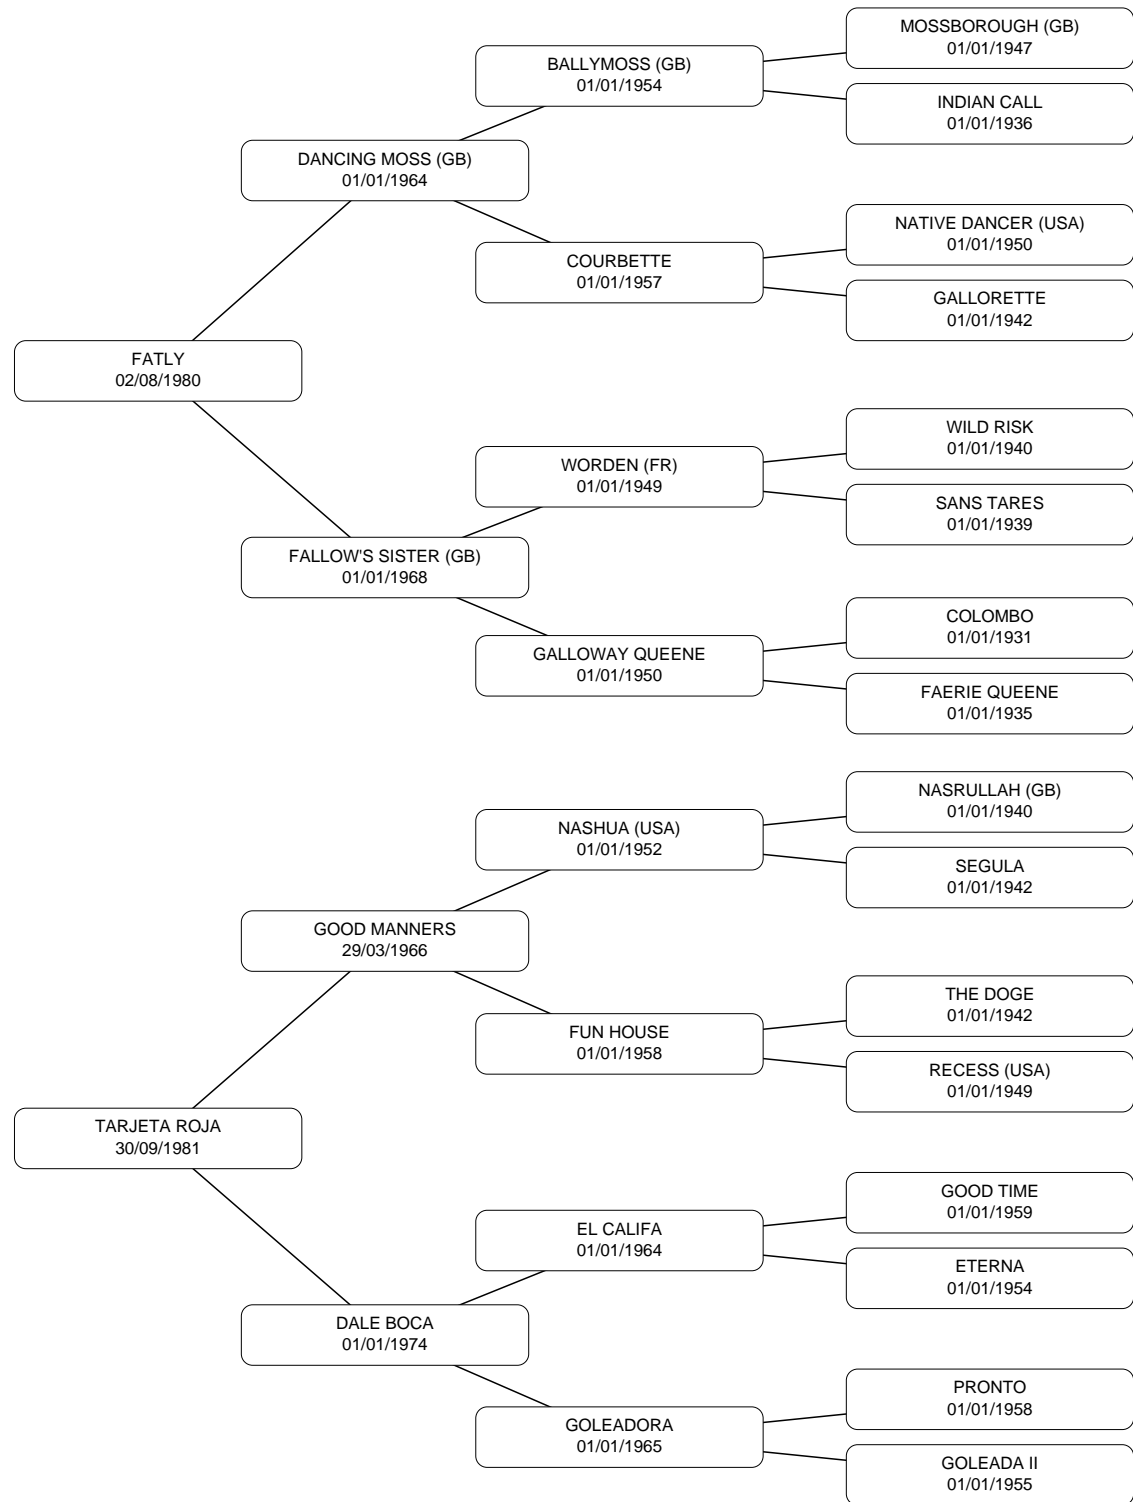 MOSSBOROUGH (GB)
01/01/1947
BALLYMOSS (GB)
01/01/1954
INDIAN CALL
01/01/1936
DANCING MOSS (GB)
01/01/1964
NATIVE DANCER (USA)
01/01/1950
COURBETTE
01/01/1957
GALLORETTE
01/01/1942
FATLY
02/08/1980
WILD RISK
01/01/1940
WORDEN (FR)
01/01/1949
SANS TARES
01/01/1939
FALLOW'S SISTER (GB)
01/01/1968
COLOMBO
01/01/1931
GALLOWAY QUEENE
01/01/1950
FAERIE QUEENE
01/01/1935
NASRULLAH (GB)
01/01/1940
NASHUA (USA)
01/01/1952
SEGULA
01/01/1942
GOOD MANNERS
29/03/1966
THE DOGE
01/01/1942
FUN HOUSE
01/01/1958
RECESS (USA)
01/01/1949
TARJETA ROJA
30/09/1981
GOOD TIME
01/01/1959
EL CALIFA
01/01/1964
ETERNA
01/01/1954
DALE BOCA
01/01/1974
PRONTO
01/01/1958
GOLEADORA
01/01/1965
GOLEADA II
01/01/1955